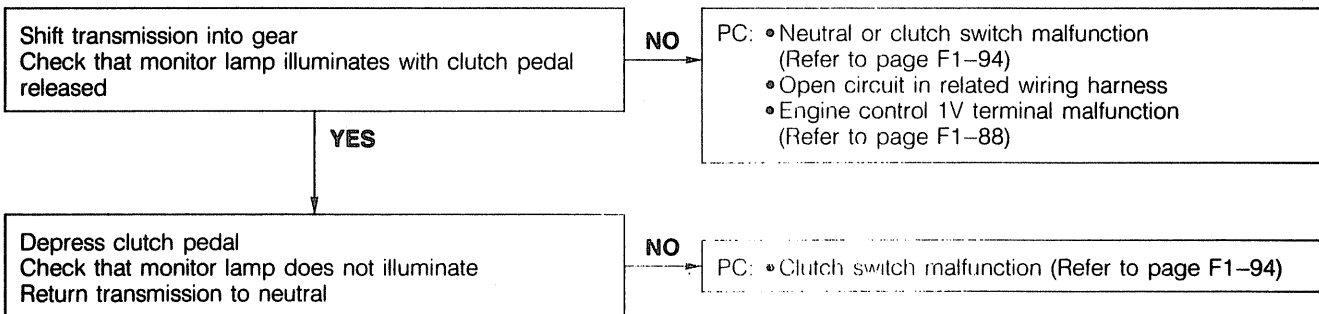 Shift transmission into gear
Check that monitor lamp illuminates with clutch pedal
released
NO
PC: • Neutral or clutch switch malfunction
(Refer to page F1–94)
• Open circuit in related wiring harness
• Engine control 1V terminal malfunction
(Refer to page F1–88)
YES
Depress clutch pedal
Check that monitor lamp does not illuminate
Return transmission to neutral
NO
PC: • Clutch switch malfunction (Refer to page F1–94)